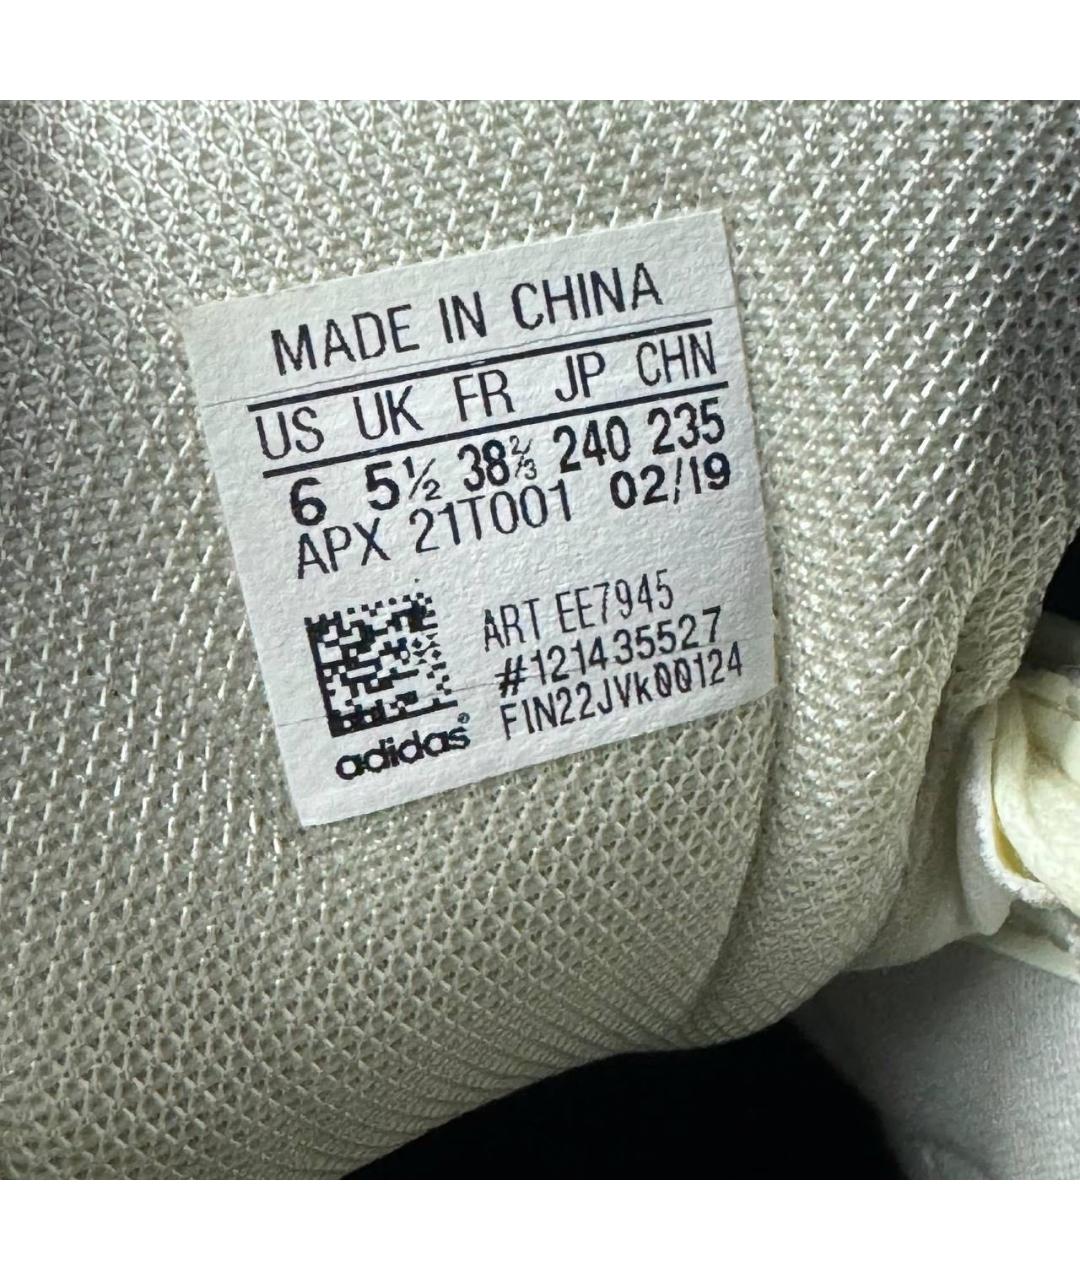 MADE IN CHINA
US UK FR JP CHN
6 5½ 38⅔ 240 235
APX 21T001 02/19
ART EE7945
#121435527
FIN22JVK00124
adidas®